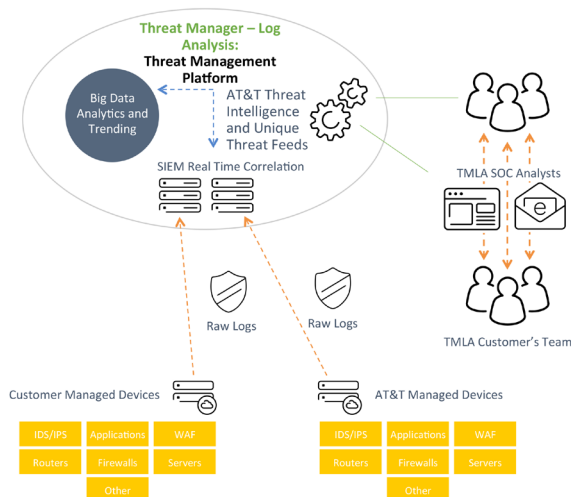 Threat Manager – Log
Analysis:
Threat Management
Platform
Big Data
Analytics and
Trending
AT&T Threat
Intelligence
and Unique
Threat Feeds
SIEM Real Time Correlation
TMLA SOC Analysts
e
Raw Logs
Raw Logs
TMLA Customer's Team
Customer Managed Devices
AT&T Managed Devices
IDS/IPS Applications WAF
Routers Firewalls Servers
Other
IDS/IPS Applications WAF
Routers Firewalls Servers
Other